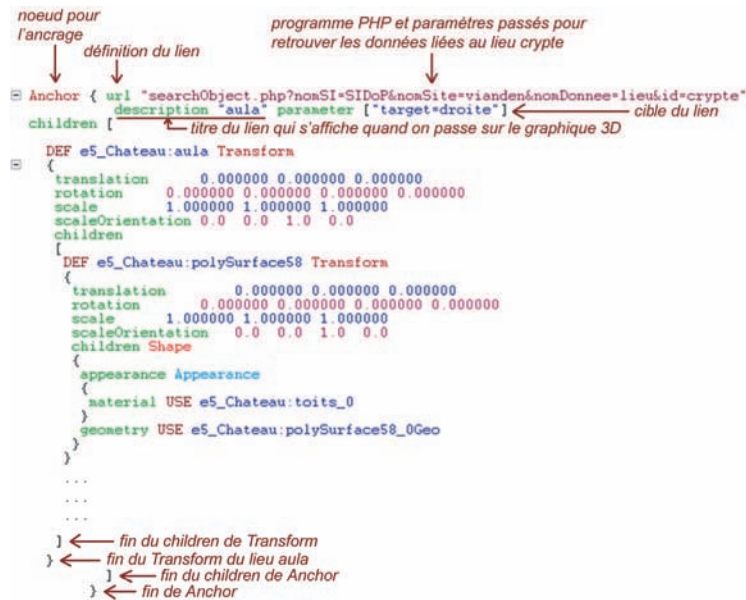 noeud pour
l'ancrage
définition du lien
programme PHP et paramètres passés pour
retrouver les données liées au lieu crypte
Anchor { url "searchObject.php?nomSI=SIDoP&nomSite=vianden&nomDonnee=lieu&id=crypte"
description "aula" parameter ["target=droite"]
cible du lien
children [
titre du lien qui s'affiche quand on passe sur le graphique 3D
DEF e5_Chateau:aula Transform
{
translation 0.000000 0.000000 0.000000
rotation 0.000000 0.000000 0.000000 0.000000
scale 1.000000 1.000000 1.000000
scaleOrientation 0.0 0.0 1.0 0.0
children
[
DEF e5_Chateau:polySurface58 Transform
{
translation 0.000000 0.000000 0.000000
rotation 0.000000 0.000000 0.000000 0.000000
scale 1.000000 1.000000 1.000000
scaleOrientation 0.0 0.0 1.0 0.0
children Shape
{
appearance Appearance
{
material USE e5_Chateau:toits_0
}
geometry USE e5_Chateau:polySurface58_0Geo
}
}
...
...
...
] fin du children de Transform
} fin du Transform du lieu aula
] fin du children de Anchor
} fin de Anchor